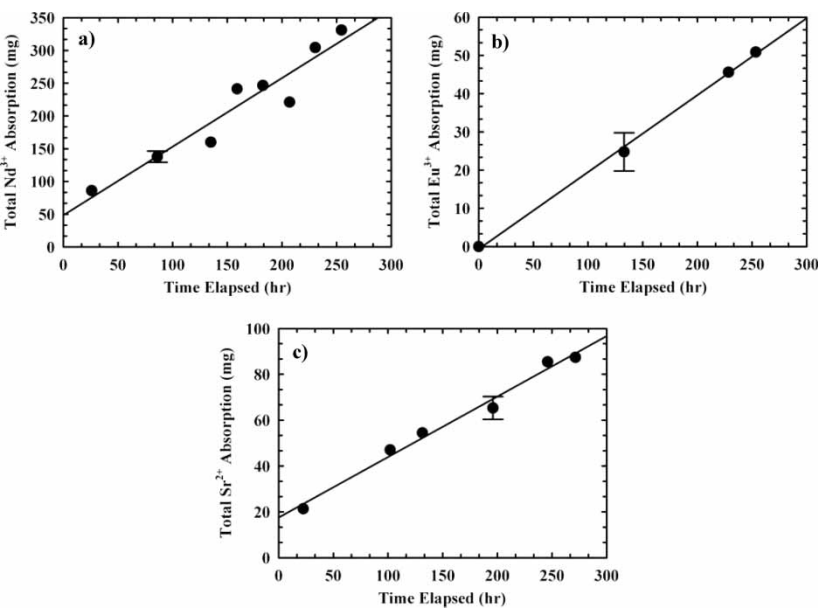 a)
350
300
250
200
150
100
50
0
Total Nd³⁺ Absorption (mg)
0 50 100 150 200 250 300
Time Elapsed (hr)
b)
60
50
40
30
20
10
0
Total Eu³⁺ Absorption (mg)
0 50 100 150 200 250 300
Time Elapsed (hr)
c)
100
80
60
40
20
0
Total Sr²⁺ Absorption (mg)
0 50 100 150 200 250 300
Time Elapsed (hr)